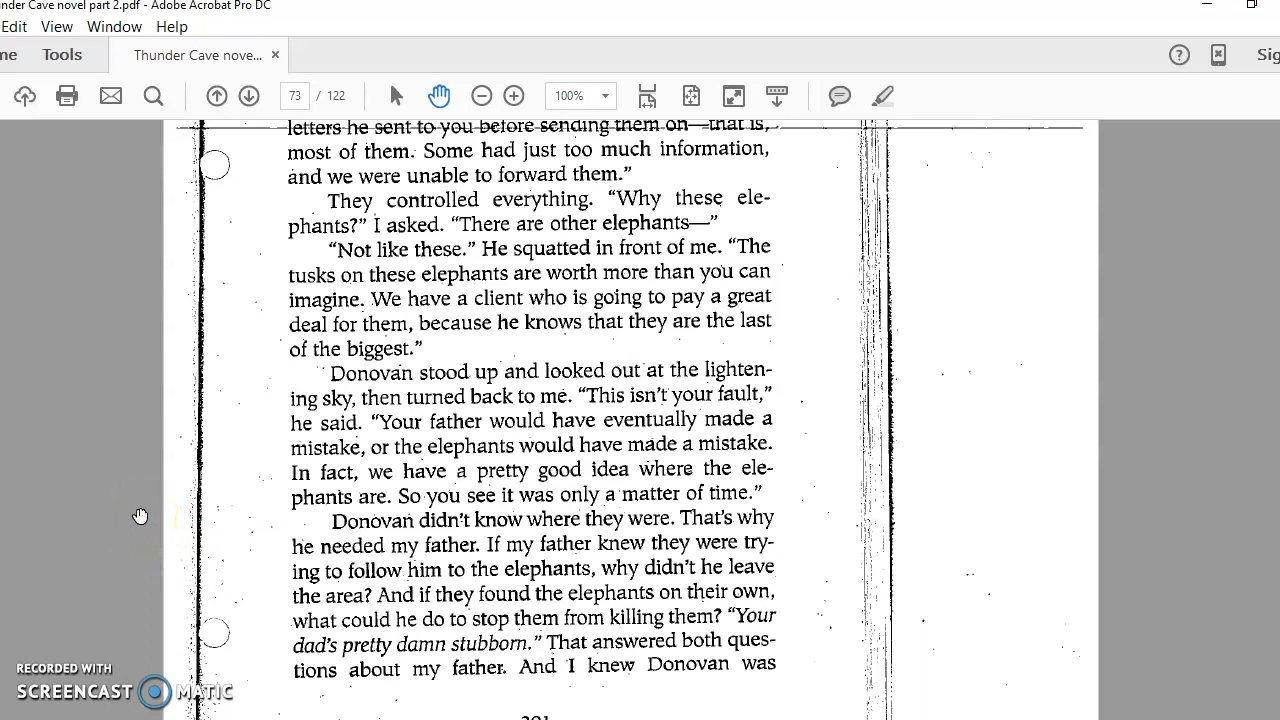 under Cave novel part 2.pdf - Adobe Acrobat Pro DC
Edit View Window Help
me Tools Thunder Cave nove... × Sig
73 / 122 100%
letters he sent to you before sending them on—that is,
most of them. Some had just too much information,
and we were unable to forward them.”
They controlled everything. “Why these ele-
phants?” I asked. “There are other elephants—”
“Not like these.” He squatted in front of me. “The
tusks on these elephants are worth more than you can
imagine. We have a client who is going to pay a great
deal for them, because he knows that they are the last
of the biggest.”
Donovan stood up and looked out at the lighten-
ing sky, then turned back to me. “This isn’t your fault,”
he said. “Your father would have eventually made a
mistake, or the elephants would have made a mistake.
In fact, we have a pretty good idea where the ele-
phants are. So you see it was only a matter of time.”
Donovan didn’t know where they were. That’s why
he needed my father. If my father knew they were try-
ing to follow him to the elephants, why didn’t he leave
the area? And if they found the elephants on their own,
what could he do to stop them from killing them? “Your
dad’s pretty damn stubborn.” That answered both ques-
tions about my father. And I knew Donovan was
RECORDED WITH
SCREENCAST MATIC